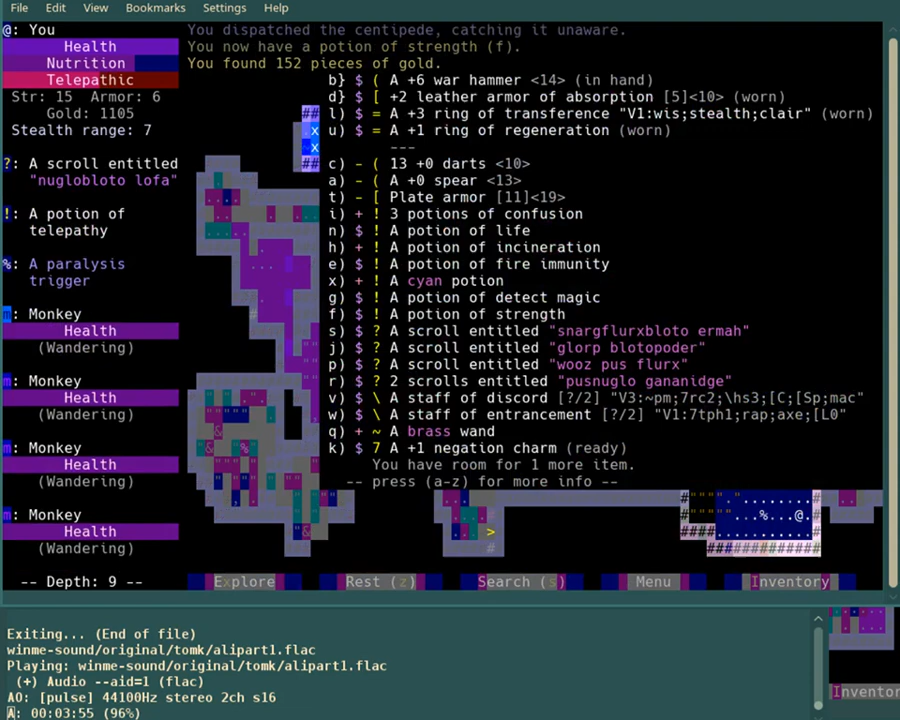 File Edit View Bookmarks Settings Help
@: You
You dispatched the centipede, catching it unaware.
Health
You now have a potion of strength (f).
Nutrition
You found 152 pieces of gold.
Telepathic
b} $ ( A +6 war hammer <14> (in hand)
Str: 15 Armor: 6
d} $ [ +2 leather armor of absorption [5]<10> (worn)
Gold: 1105
l) $ = A +3 ring of transference "V1:wis;stealth;clair" (worn)
Stealth range: 7
u) $ = A +1 ring of regeneration (worn)
---
?: A scroll entitled
"nuglobloto lofa"
c) - ( 13 +0 darts <10>
a) - ( A +0 spear <13>
t) - [ Plate armor [11]<19>
!: A potion of
telepathy
i) + ! 3 potions of confusion
n) $ ! A potion of life
h) + ! A potion of incineration
%: A paralysis
trigger
e) $ ! A potion of fire immunity
x) + ! A cyan potion
g) $ ! A potion of detect magic
m: Monkey
Health
(Wandering)
f) $ ! A potion of strength
s) $ ? A scroll entitled "snargflurxbloto ermah"
j) $ ? A scroll entitled "glorp blotopoder"
p) $ ? A scroll entitled "wooz pus flurx"
m: Monkey
Health
(Wandering)
r) $ ? 2 scrolls entitled "pusnuglo gananidge"
v) $ \ A staff of discord [?/2] "V3:~pm;7rc2;\hs3;[C;[Sp;mac"
w) $ \ A staff of entrancement [?/2] "V1:7tph1;rap;axe;[L0"
q) + ~ A brass wand
m: Monkey
Health
(Wandering)
k) $ 7 A +1 negation charm (ready)
You have room for 1 more item.
-- press (a-z) for more info --
m: Monkey
Health
(Wandering)
-- Depth: 9 --
Explore Rest (z) Search (s) Menu Inventory
Exiting... (End of file)
winme-sound/original/tomk/alipart1.flac
Playing: winme-sound/original/tomk/alipart1.flac
(+) Audio --aid=1 (flac)
AO: [pulse] 44100Hz stereo 2ch s16
A: 00:03:55 (96%)
Inventor